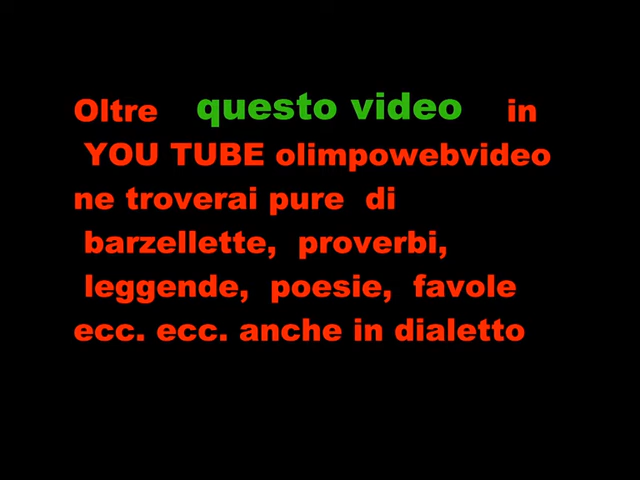 Oltre questo video in
YOU TUBE olimpowebvideo
ne troverai pure di
barzellette, proverbi,
leggende, poesie, favole
ecc. ecc. anche in dialetto